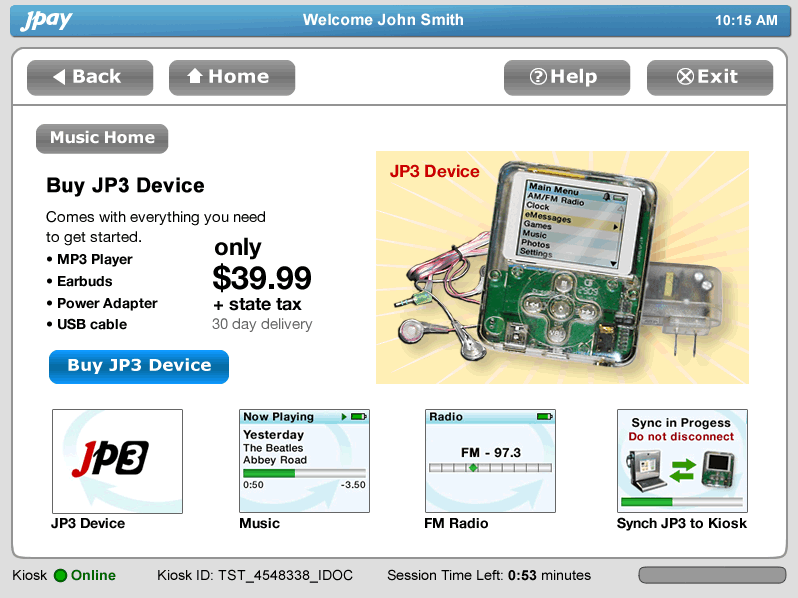 Jpay
Welcome John Smith
10:15 AM
Back
Home
Help
Exit
Music Home
Buy JP3 Device
Comes with everything you need
to get started.
• MP3 Player
• Earbuds
• Power Adapter
• USB cable
only
$39.99
+ state tax
30 day delivery
Buy JP3 Device
JP3 Device
Main Menu
AM/FM Radio
Clock
eMessages
Games
Music
Photos
Settings
JP3
JP3 Device
Now Playing
Yesterday
The Beatles
Abbey Road
0:50
-3.50
Music
Radio
FM - 97.3
FM Radio
Sync in Progess
Do not disconnect
Synch JP3 to Kiosk
Kiosk Online
Kiosk ID: TST_4548338_IDOC
Session Time Left: 0:53 minutes